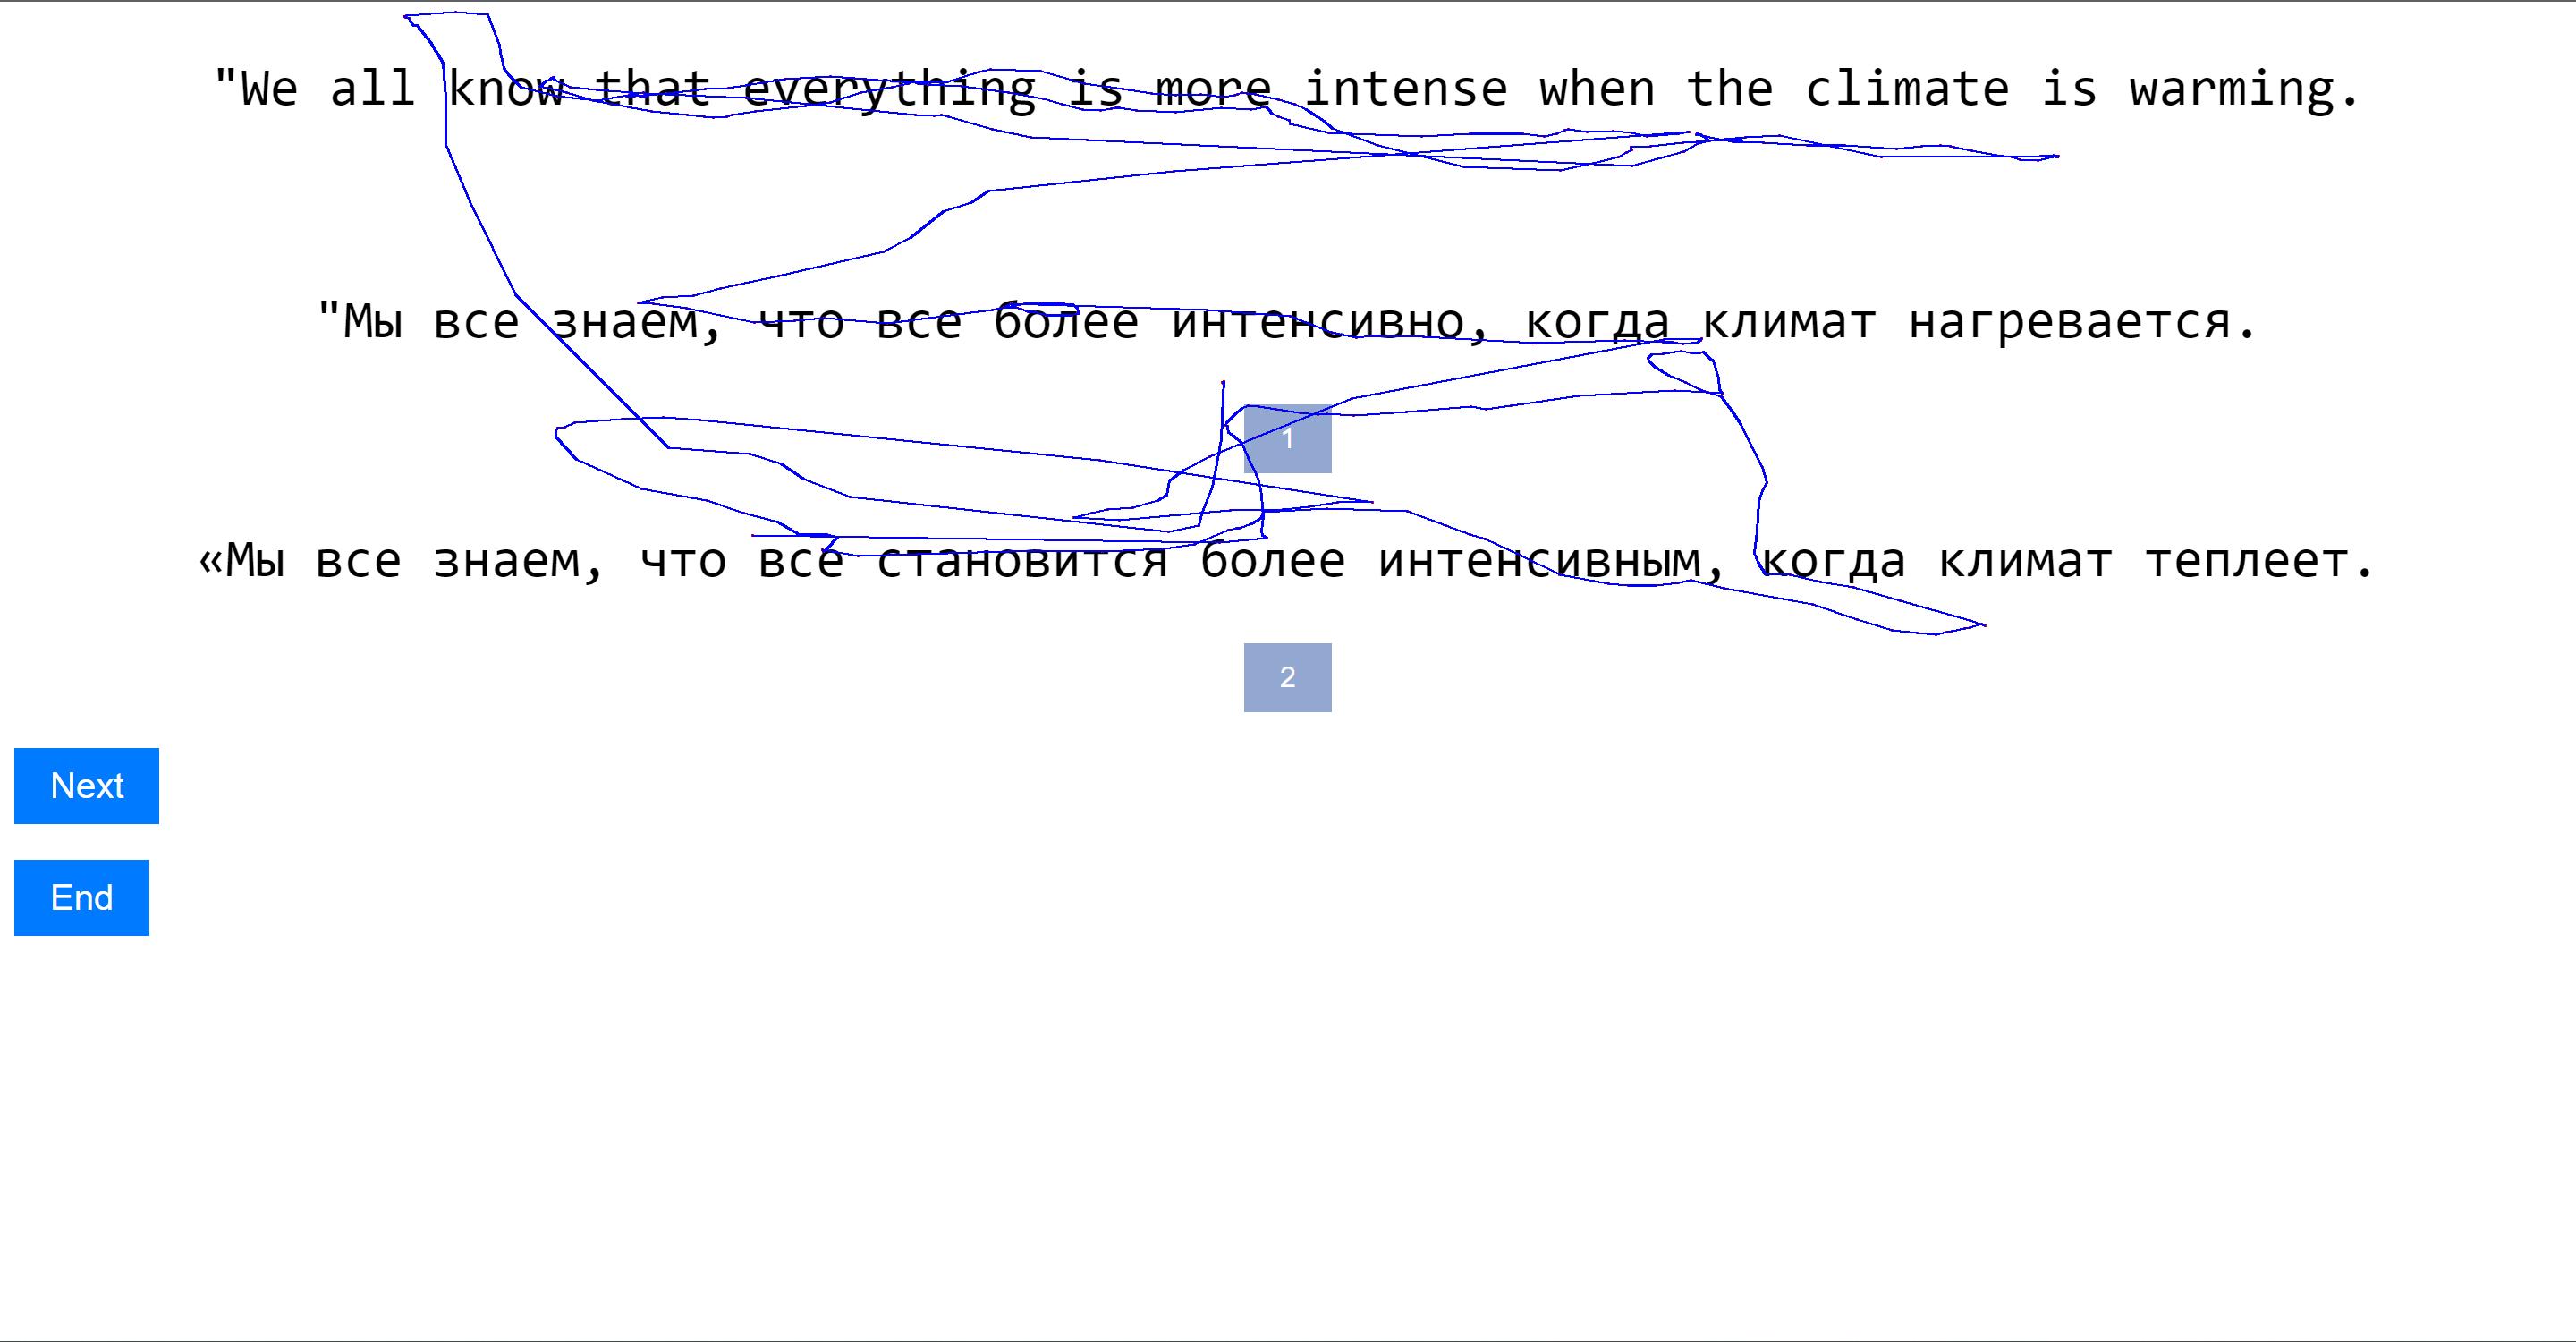 "We all know that everything is more intense when the climate is warming.
"Мы все знаем, что все более интенсивно, когда климат нагревается.
1
«Мы все знаем, что все становится более интенсивным, когда климат теплеет.
2
Next
End